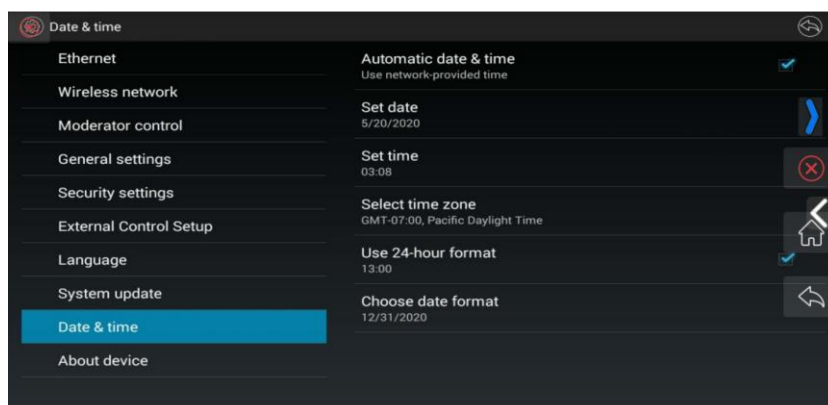 Date & time
Ethernet
Wireless network
Moderator control
General settings
Security settings
External Control Setup
Language
System update
Date & time
About device
Automatic date & time
Use network-provided time
Set date
5/20/2020
Set time
03:08
Select time zone
GMT-07:00, Pacific Daylight Time
Use 24-hour format
13:00
Choose date format
12/31/2020